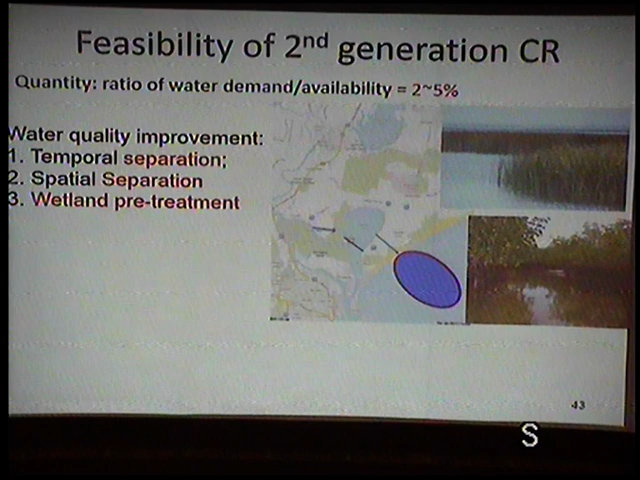 Feasibility of 2nd generation CR
Quantity: ratio of water demand/availability = 2~5%
Water quality improvement:
1. Temporal separation;
2. Spatial Separation
3. Wetland pre-treatment
43
S